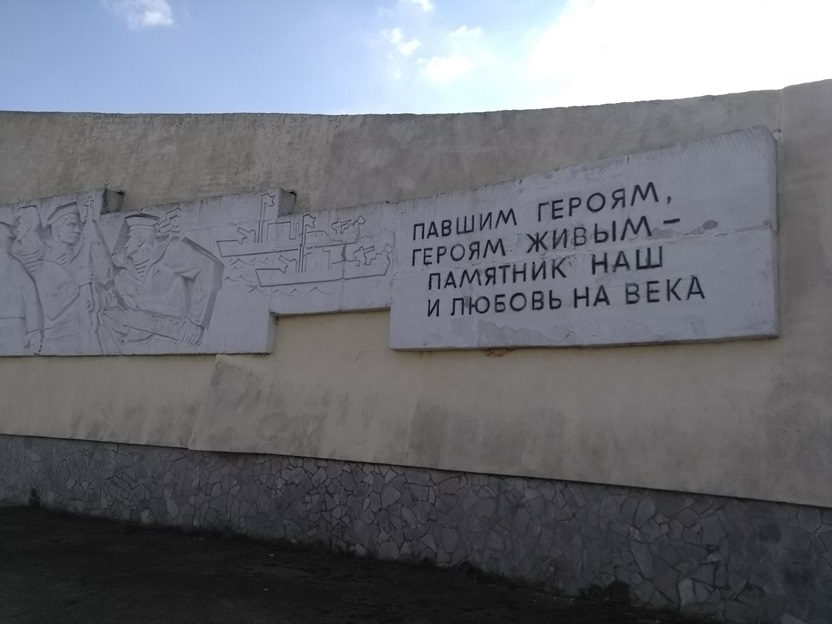 ПАВШИМ ГЕРОЯМ,
ГЕРОЯМ ЖИВЫМ–
ПАМЯТНИК НАШ
И ЛЮБОВЬ НА ВЕКА